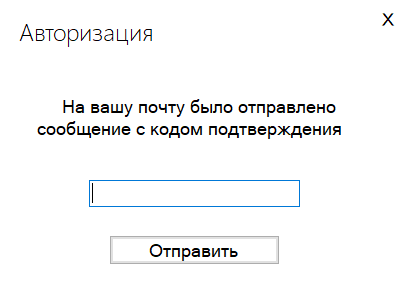 Авторизация
X
На вашу почту было отправлено
сообщение с кодом подтверждения
Отправить